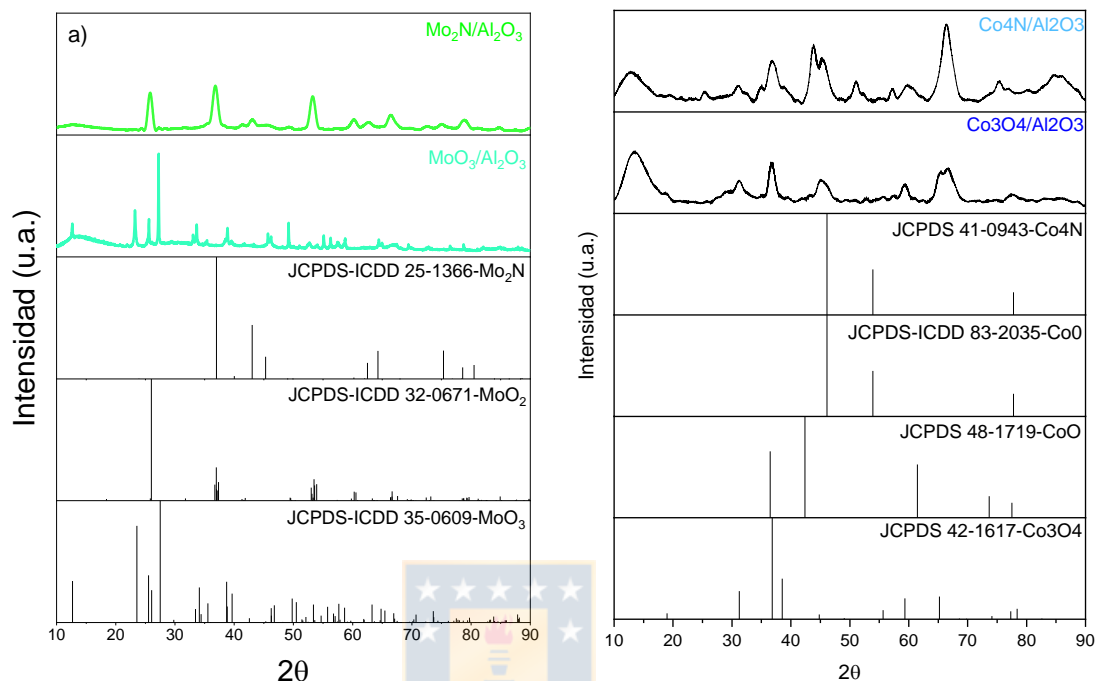 a)
Mo₂N/Al₂O₃
MoO₃/Al₂O₃
JCPDS-ICDD 25-1366-Mo₂N
JCPDS-ICDD 32-0671-MoO₂
JCPDS-ICDD 35-0609-MoO₃
Intensidad (u.a.)
10 20 30 40 50 60 70 80 90
2θ
Co4N/Al2O3
Co3O4/Al2O3
JCPDS 41-0943-Co4N
JCPDS-ICDD 83-2035-Co0
JCPDS 48-1719-CoO
JCPDS 42-1617-Co3O4
Intensidad (u.a)
10 20 30 40 50 60 70 80 90
2θ